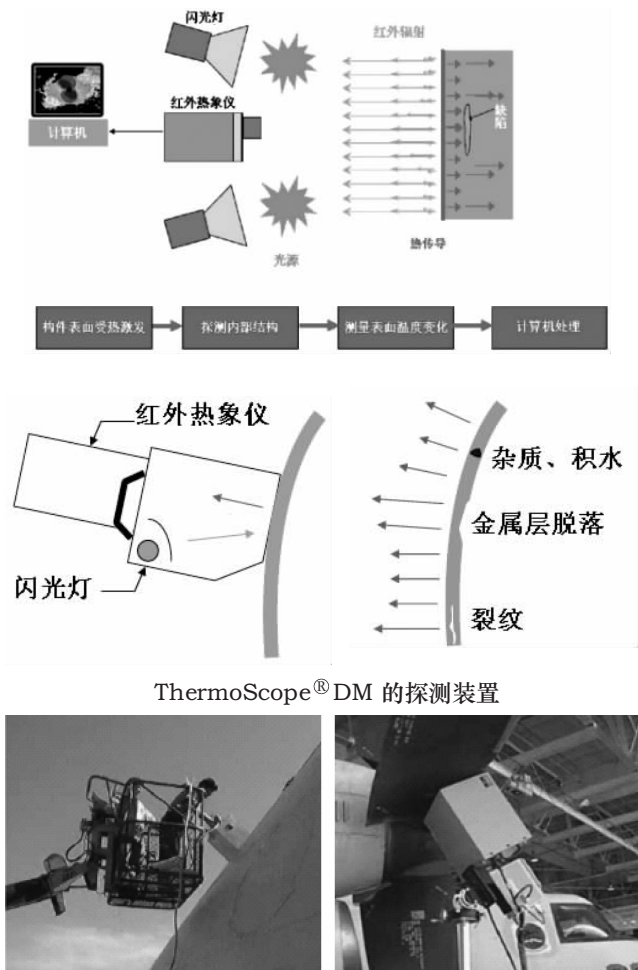 闪光灯
红外辐射
红外热象仪
计算机
缺陷
热传导
光源
构件表面受热激发
探测内部结构
测量表面温度变化
计算机处理
红外热象仪
闪光灯
杂质、积水
金属层脱落
裂纹
ThermoScope®DM 的探测装置